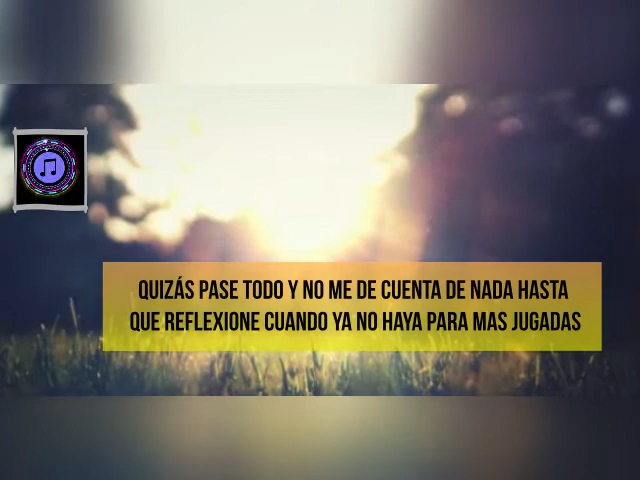 QUIZÁS PASE TODO Y NO ME DE CUENTA DE NADA HASTA
QUE REFLEXIONE CUANDO YA NO HAYA PARA MAS JUGADAS